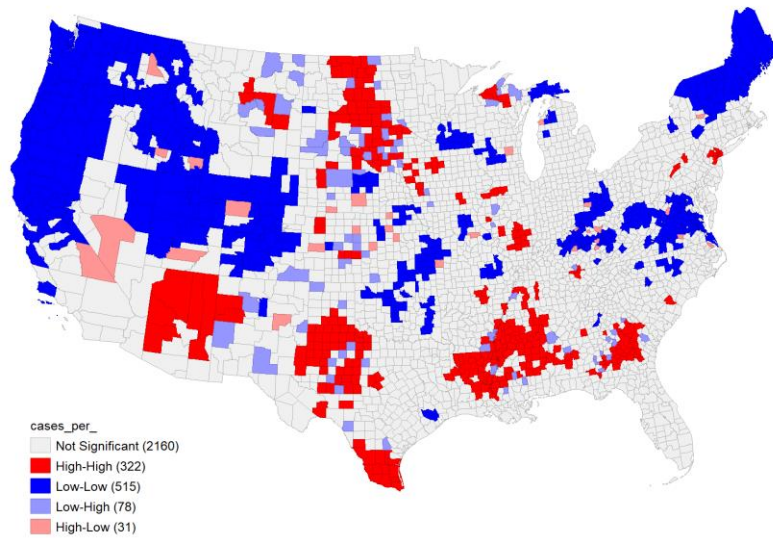 cases_per_
Not Significant (2160)
High-High (322)
Low-Low (515)
Low-High (78)
High-Low (31)